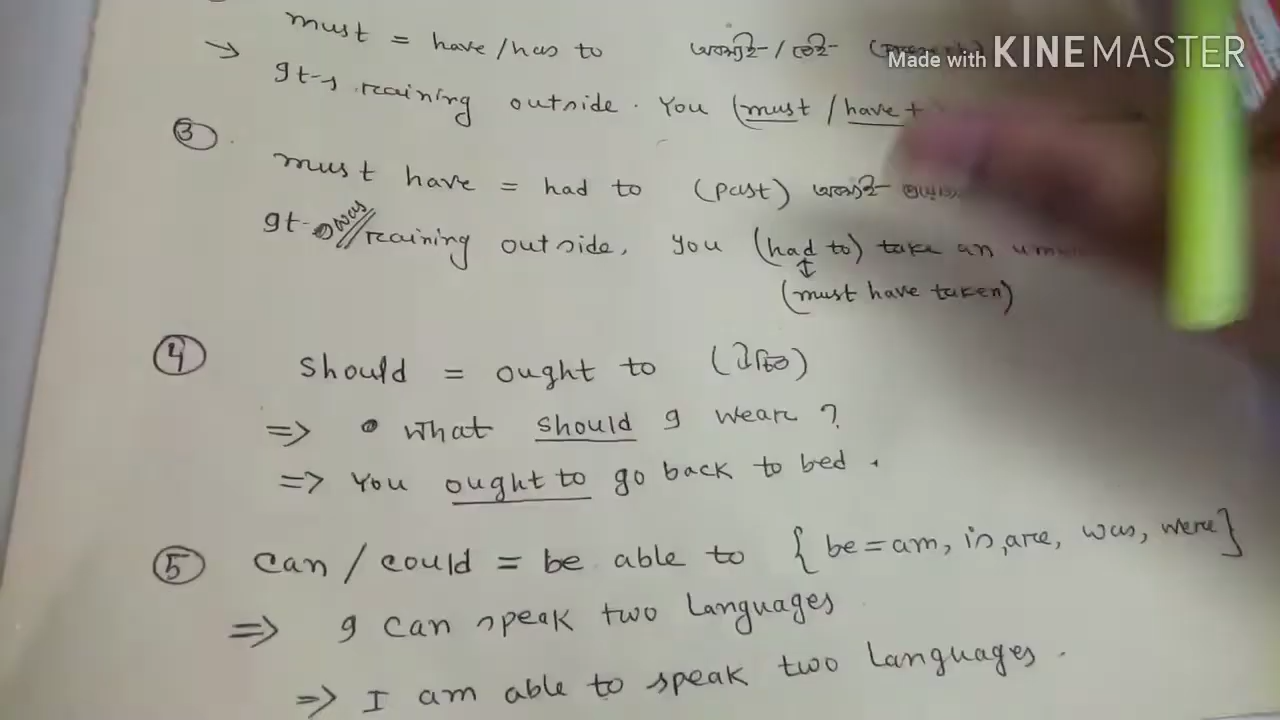 must = have/has to
Made with KINEMASTER
→ It's raining outside. You (must / have +
③
must have = had to (past)
It was raining outside, you (had to) take an
(must have taken)
④ should = ought to (উচিত)
⇒ What should I wear ?
⇒ You ought to go back to bed .
⑤ can / could = be able to { be = am, is, are, was, were }
⇒ I can speak two languages
⇒ I am able to speak two languages .